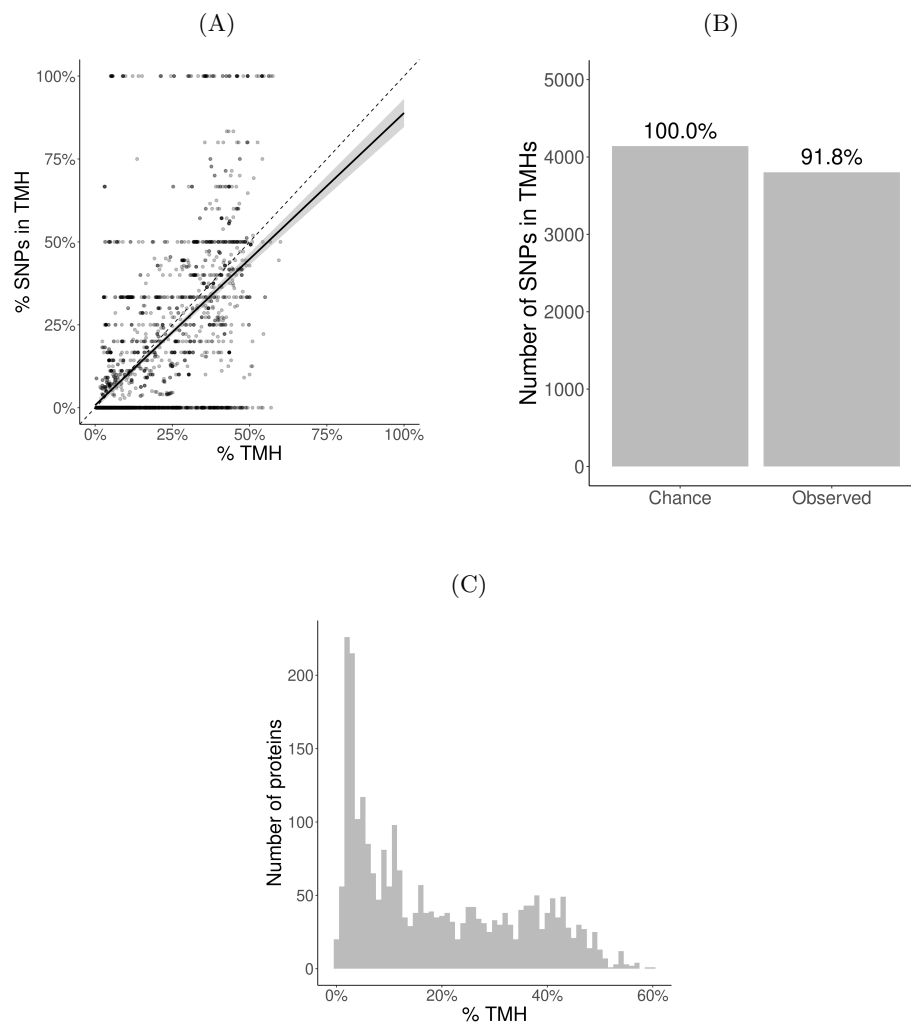 (A)
100%
75%
50%
25%
0%
% SNPs in TMH
0% 25% 50% 75% 100%
% TMH
(B)
5000
4000
3000
2000
1000
0
Number of SNPs in TMHs
100.0%
91.8%
Chance Observed
(C)
200
150
100
50
0
Number of proteins
0% 20% 40% 60%
% TMH